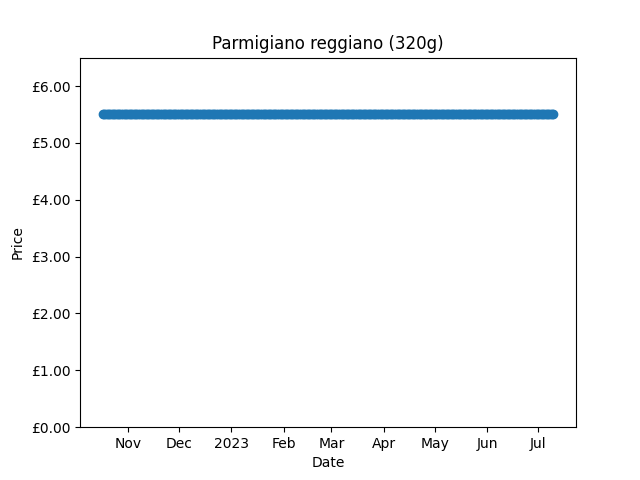 Parmigiano reggiano (320g)
£6.00
£5.00
£4.00
£3.00
£2.00
£1.00
£0.00
Price
Nov Dec 2023 Feb Mar Apr May Jun Jul
Date